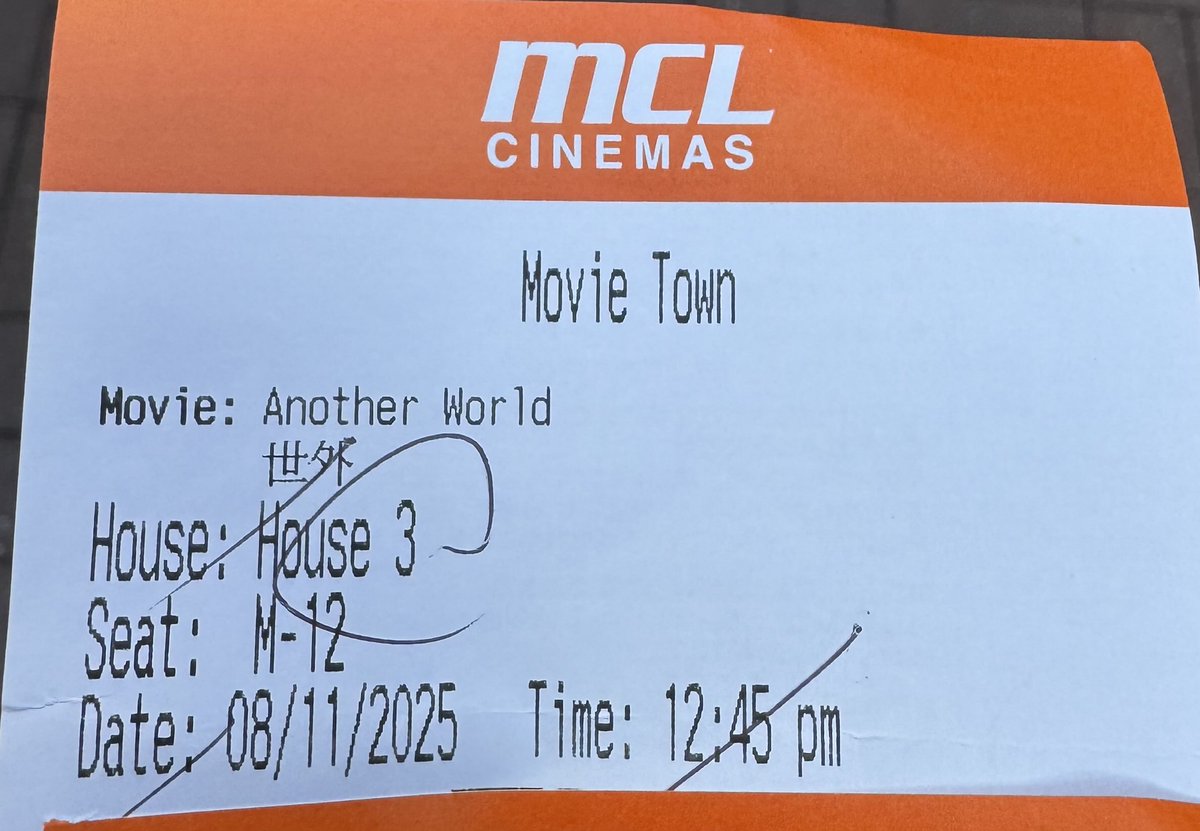 MCL
CINEMAS
Movie Town
Movie: Another World
世外
House: House 3
Seat: M-12
Date: 08/11/2025 Time: 12:45 pm